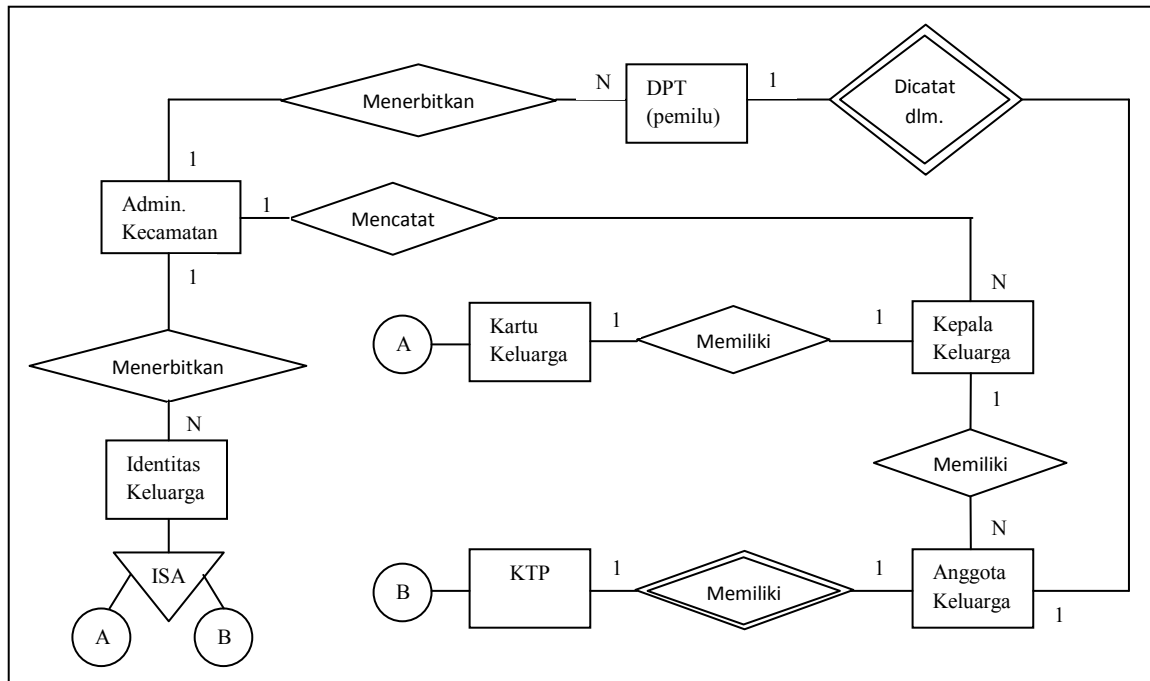 Menerbitkan
N
DPT
(pemilu)
1
Dicatat
dlm.
1
Admin.
Kecamatan
1
Mencatat
1
N
A
Kartu
Keluarga
1
Memiliki
1
Kepala
Keluarga
Menerbitkan
1
N
Memiliki
Identitas
Keluarga
N
ISA
B
KTP
1
Memiliki
1
Anggota
Keluarga
1
A
B